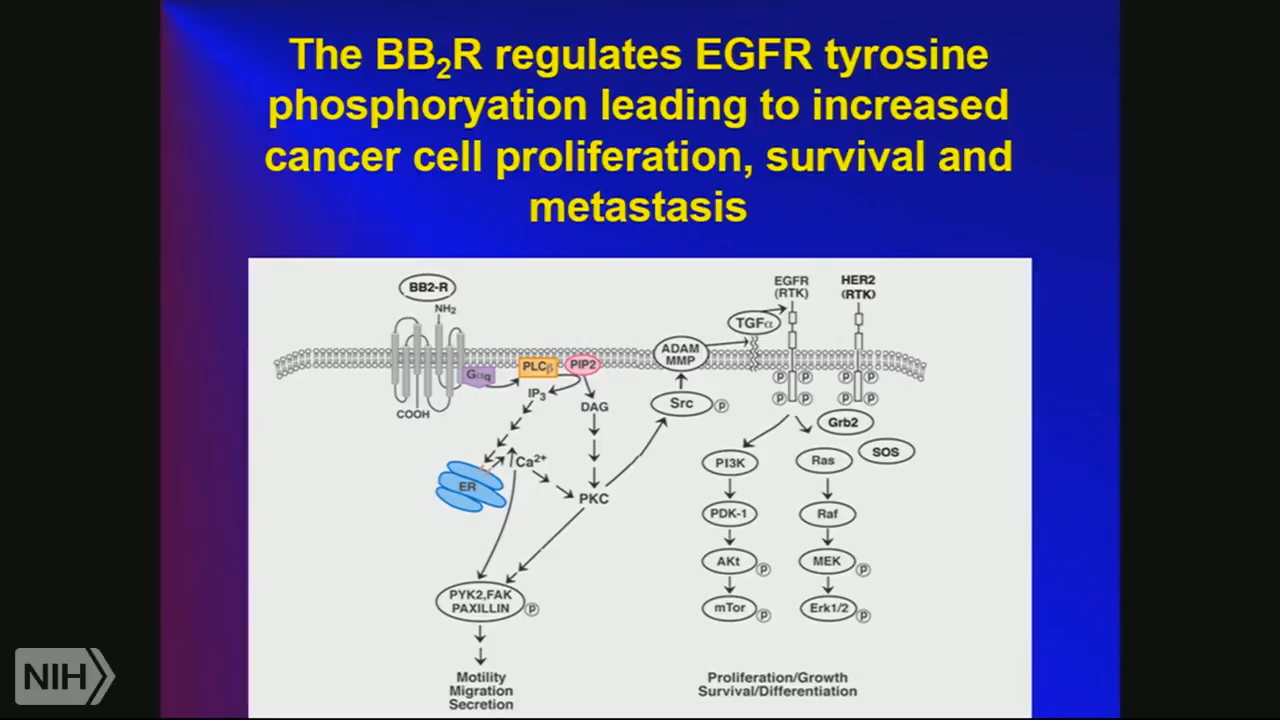 The BB₂R regulates EGFR tyrosine
phosphoryation leading to increased
cancer cell proliferation, survival and
metastasis
BB2-R
NH₂
COOH
Gαq
PLCβ
PIP2
IP₃
DAG
ER
Ca²⁺
PKC
PYK2,FAK
PAXILLIN
P
Motility
Migration
Secretion
ADAM
MMP
Src
P
TGFα
EGFR
(RTK)
HER2
(RTK)
P P P P
P P P P
Grb2
SOS
PI3K
PDK-1
AKt
P
mTor
P
Ras
Raf
MEK
P
Erk1/2
P
Proliferation/Growth
Survival/Differentiation
NIH